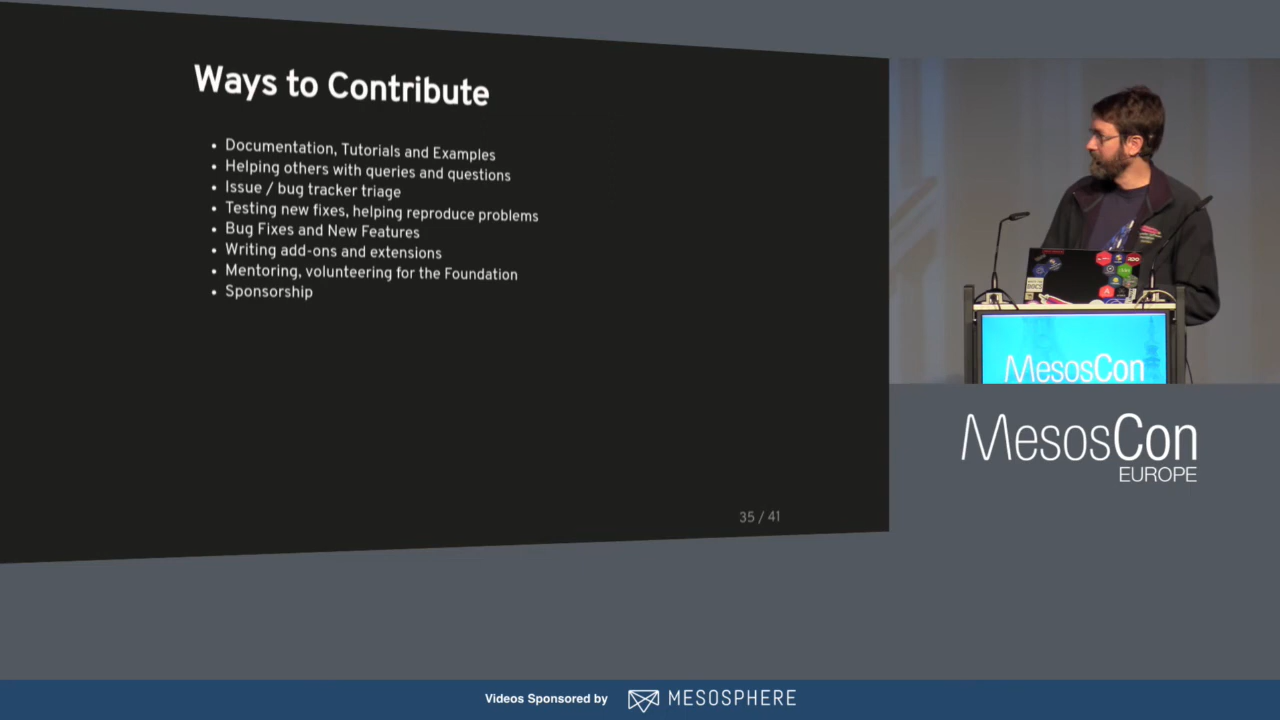 Ways to Contribute
• Documentation, Tutorials and Examples
• Helping others with queries and questions
• Issue / bug tracker triage
• Testing new fixes, helping reproduce problems
• Bug Fixes and New Features
• Writing add-ons and extensions
• Mentoring, volunteering for the Foundation
• Sponsorship
35 / 41
MesosCon
MesosCon
EUROPE
Videos Sponsored by MESOSPHERE